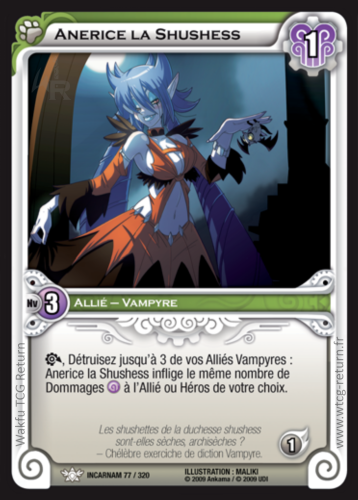 Anerice la Shushess
1
Nv 3
Allié – Vampyre
, Détruisez jusqu'à 3 de vos Alliés Vampyres :
Anerice la Shushess inflige le même nombre de
Dommages à l'Allié ou Héros de votre choix.
Les shushettes de la duchesse shushess
sont-elles sèches, archisèches ?
– Chélèbre exerchiche de diction Vampyre.
1
INCARNAM 77 / 320
ILLUSTRATION : MALIKI
© 2009 Ankama / © 2009 UDI
Wakfu TCG Return
www.wtcg-return.fr